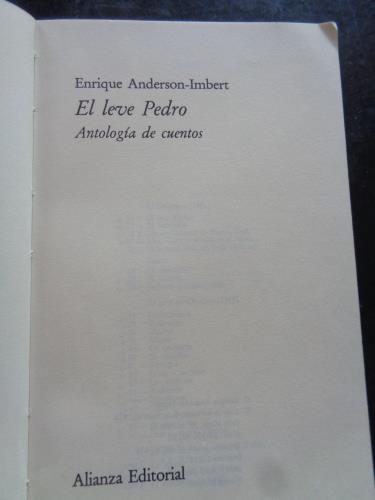 Enrique Anderson-Imbert
El leve Pedro
Antología de cuentos
Alianza Editorial